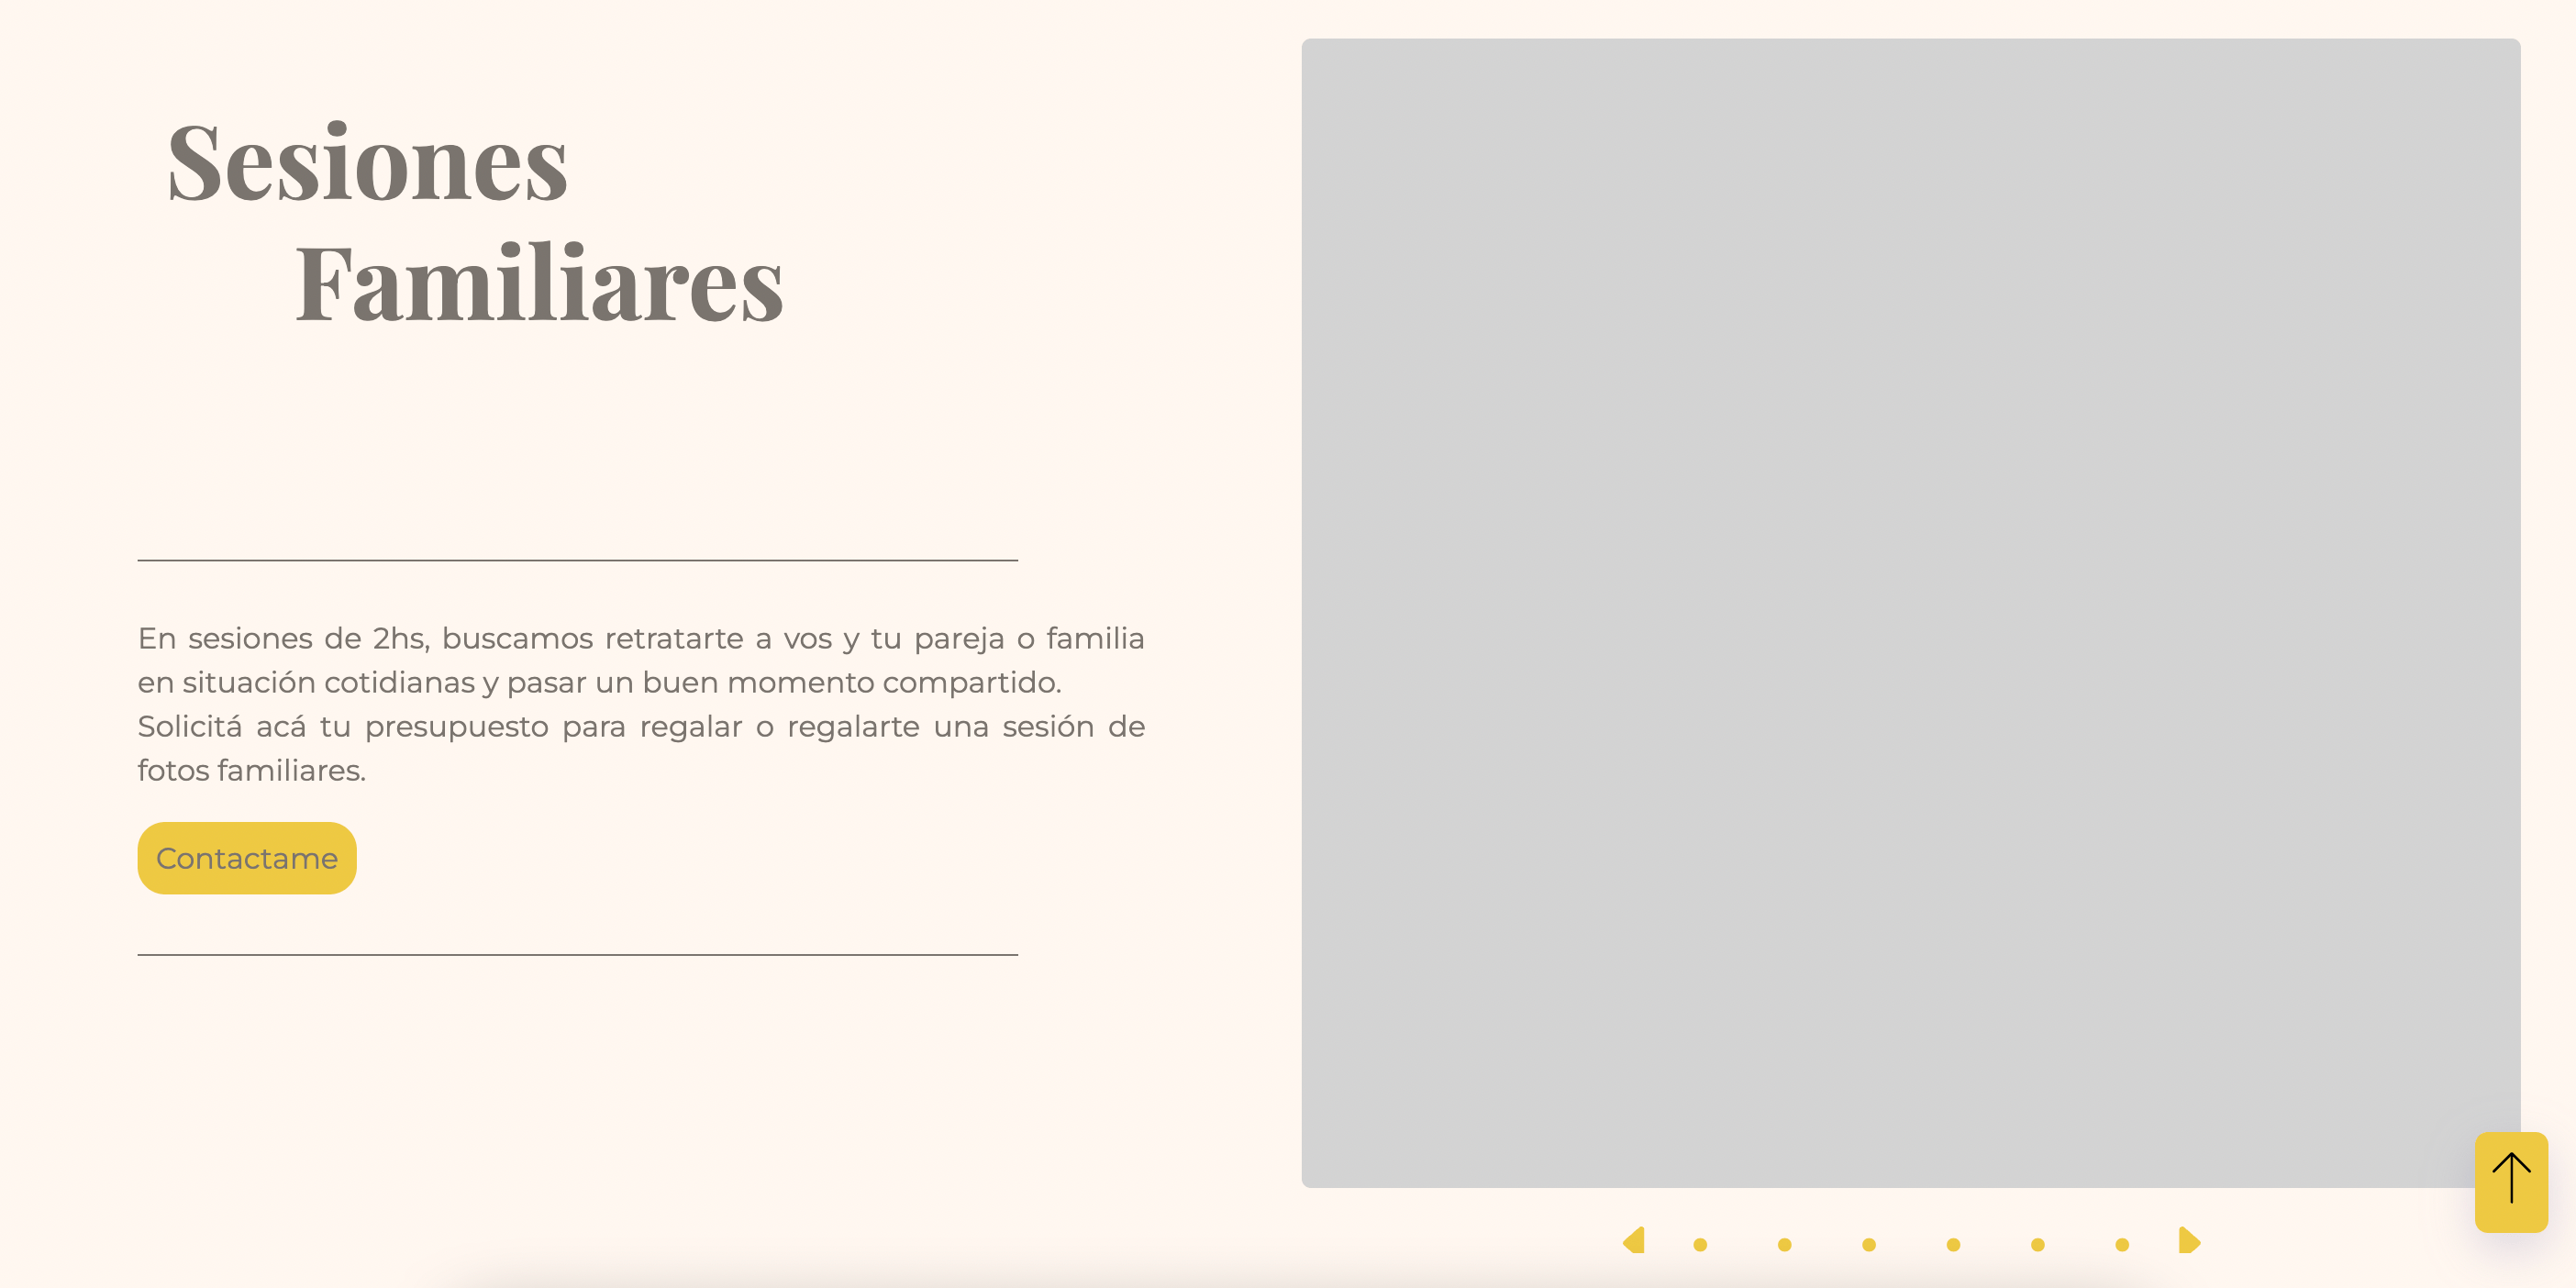 Sesiones
Familiares
En sesiones de 2hs, buscamos retratarte a vos y tu pareja o familia
en situación cotidianas y pasar un buen momento compartido.
Solicitá acá tu presupuesto para regalar o regalarte una sesión de
fotos familiares.
Contactame